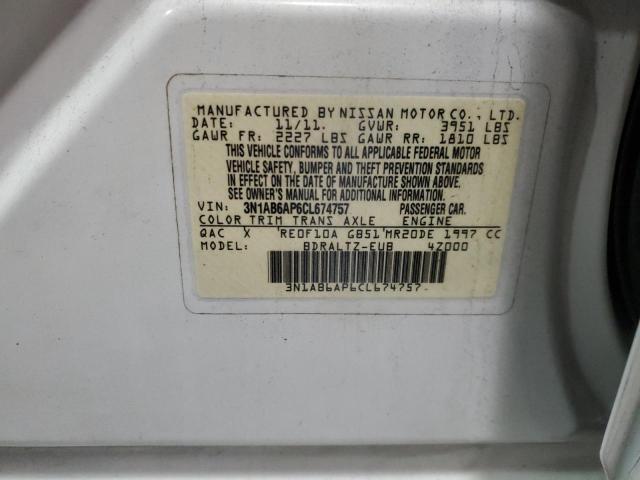 MANUFACTURED BY NISSAN MOTOR CO., LTD.
DATE: 11/11. GVWR: 3951 LBS
GAWR FR: 2227 LBS GAWR RR: 1810 LBS
THIS VEHICLE CONFORMS TO ALL APPLICABLE FEDERAL MOTOR
VEHICLE SAFETY, BUMPER AND THEFT PREVENTION STANDARDS
IN EFFECT ON THE DATE OF MANUFACTURE SHOWN ABOVE.
SEE OWNER'S MANUAL FOR ADDITIONAL INFORMATION.
VIN: 3N1AB6AP6CL674757 PASSENGER CAR.
COLOR TRIM TRANS AXLE ENGINE
QAC X RE0F10A GB51 MR20DE 1997 CC
MODEL: BDRALTZ-EUB 4Z000
3N1AB6AP6CL674757